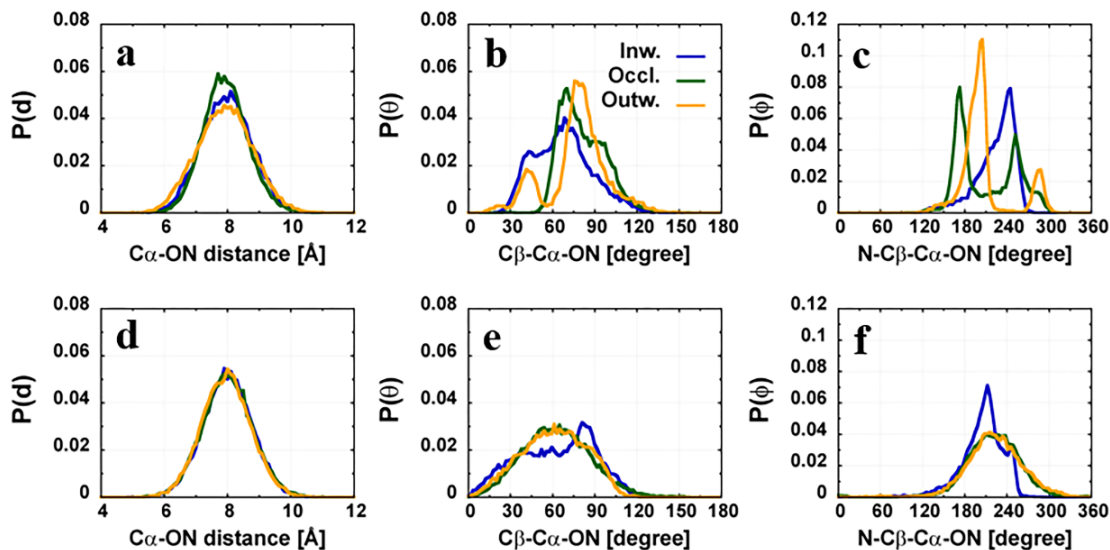 a
P(d)
0.08
0.06
0.04
0.02
0
4 6 8 10 12
Cα-ON distance [Å]
b
P(θ)
0.08
0.06
0.04
0.02
0
Inw.
Occl.
Outw.
0 30 60 90 120 150 180
Cβ-Cα-ON [degree]
c
P(ϕ)
0.12
0.1
0.08
0.06
0.04
0.02
0
0 60 120 180 240 300 360
N-Cβ-Cα-ON [degree]
d
P(d)
0.08
0.06
0.04
0.02
0
4 6 8 10 12
Cα-ON distance [Å]
e
P(θ)
0.08
0.06
0.04
0.02
0
0 30 60 90 120 150 180
Cβ-Cα-ON [degree]
f
P(ϕ)
0.12
0.1
0.08
0.06
0.04
0.02
0
0 60 120 180 240 300 360
N-Cβ-Cα-ON [degree]